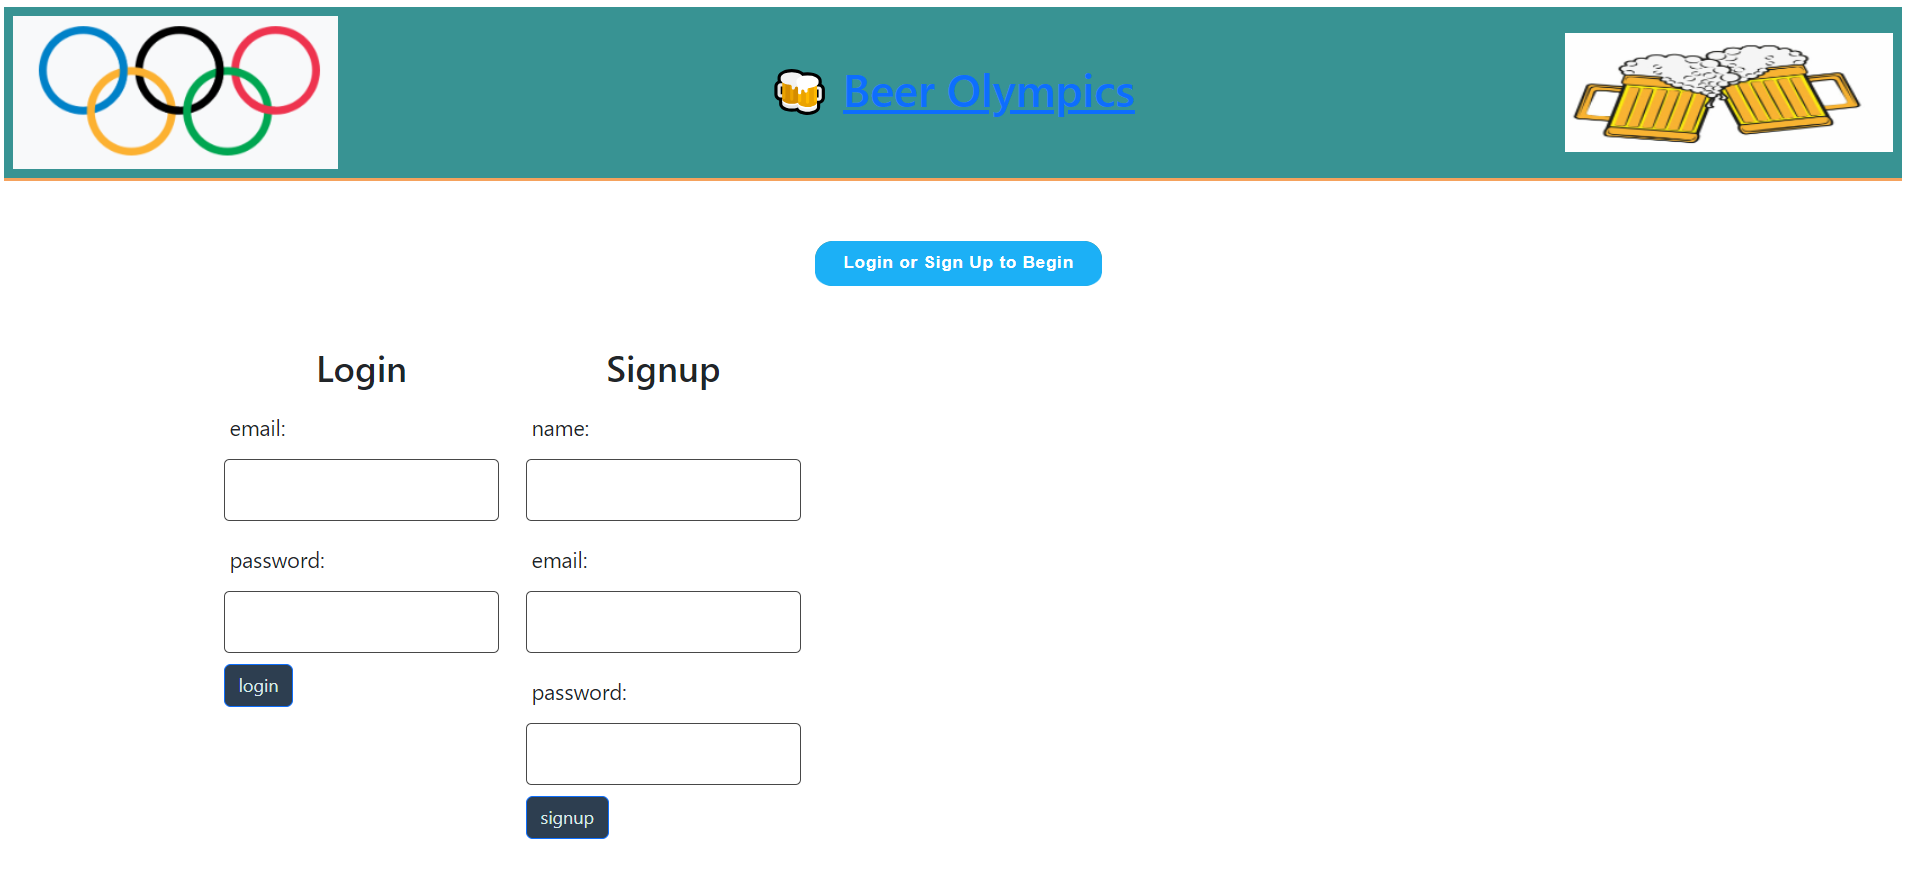 🍻 Beer Olympics
Login or Sign Up to Begin
Login
email:
password:
login
Signup
name:
email:
password:
signup